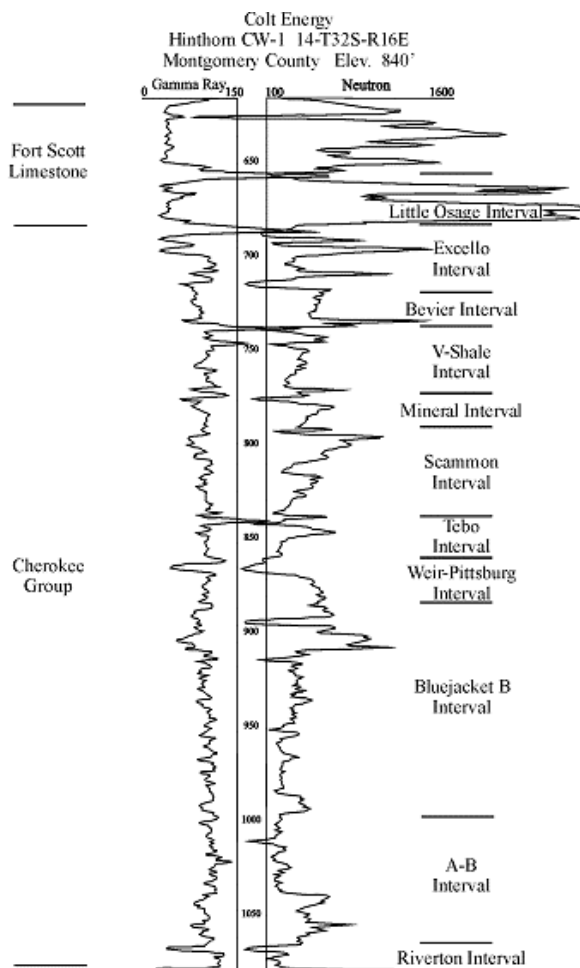 Colt Energy
Hinthorn CW-1 14-T32S-R16E
Montgomery County Elev. 840'
Gamma Ray
Neutron
0
150
100
1600
Fort Scott
Limestone
650
Little Osage Interval
700
Excello
Interval
Bevier Interval
750
V-Shale
Interval
Mineral Interval
800
Scammon
Interval
Tebo
Interval
850
Weir-Pittsburg
Interval
Cherokee
Group
900
Bluejacket B
Interval
950
1000
A-B
Interval
1050
Riverton Interval